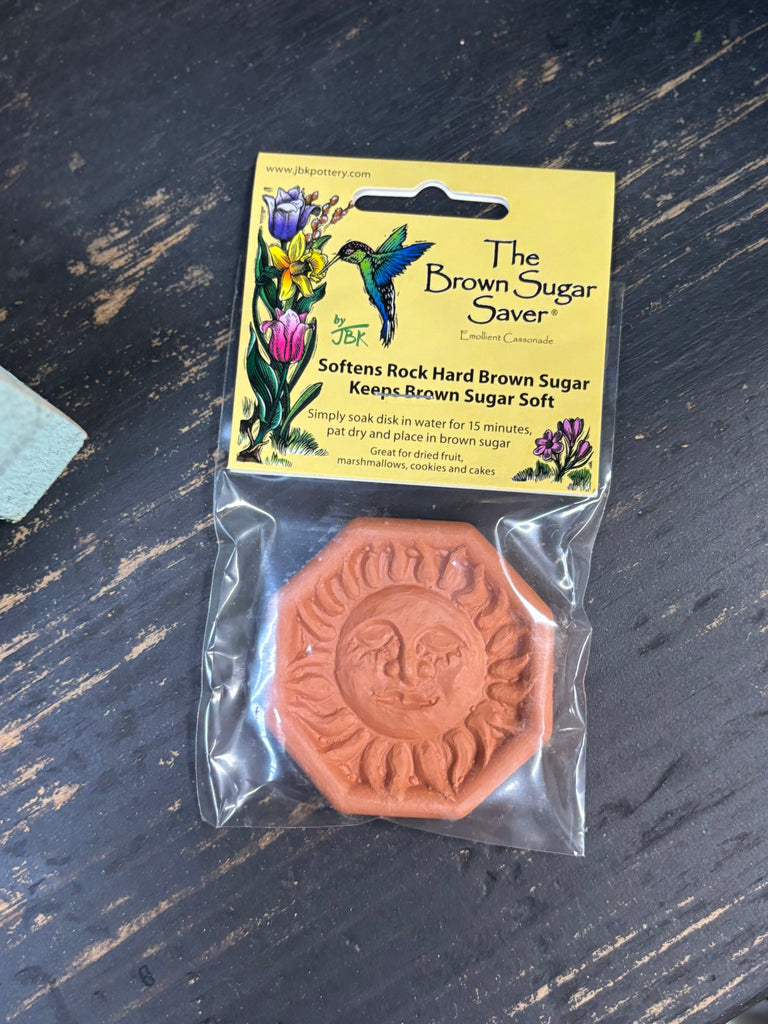 www.jbkpottery.com
The
Brown Sugar
Saver®
Emollient Cassonade
by
JBK
Softens Rock Hard Brown Sugar
Keeps Brown Sugar Soft
Simply soak disk in water for 15 minutes,
pat dry and place in brown sugar
Great for dried fruit,
marshmallows, cookies and cakes